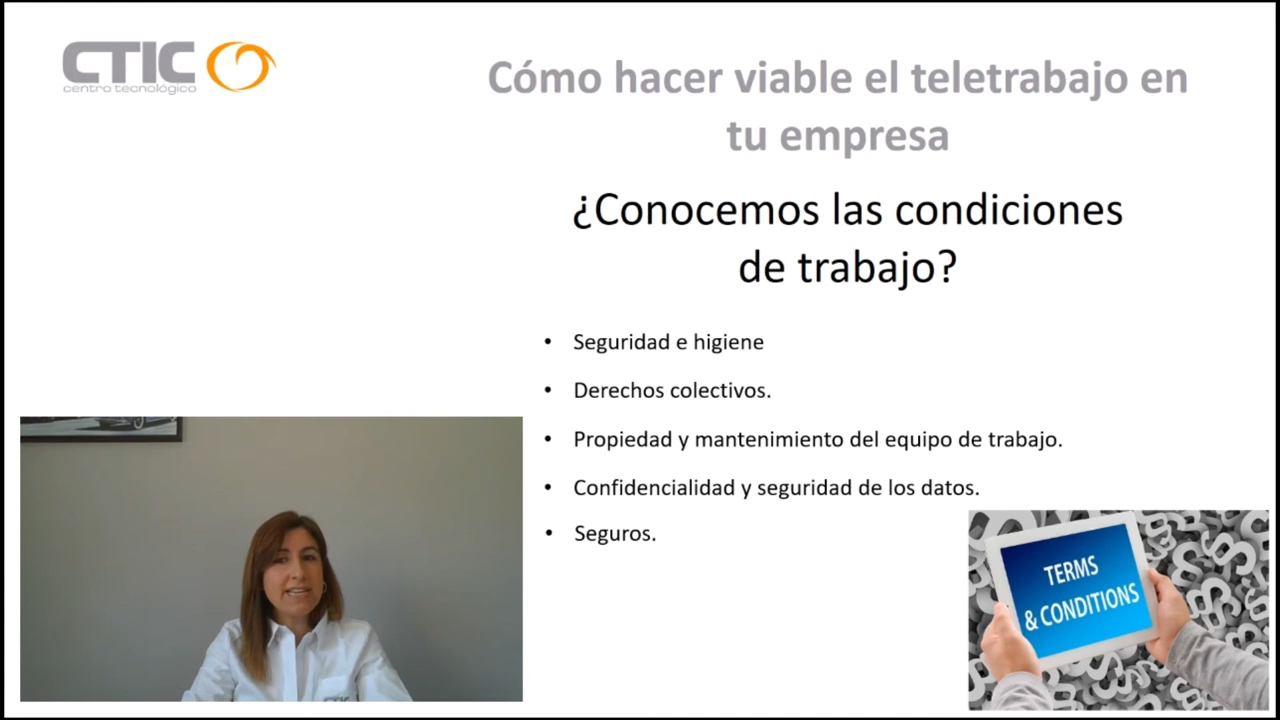 CTIC
centro tecnológico
Cómo hacer viable el teletrabajo en
tu empresa
¿Conocemos las condiciones
de trabajo?
• Seguridad e higiene
• Derechos colectivos.
• Propiedad y mantenimiento del equipo de trabajo.
• Confidencialidad y seguridad de los datos.
• Seguros.
TERMS
& CONDITIONS
CTIC